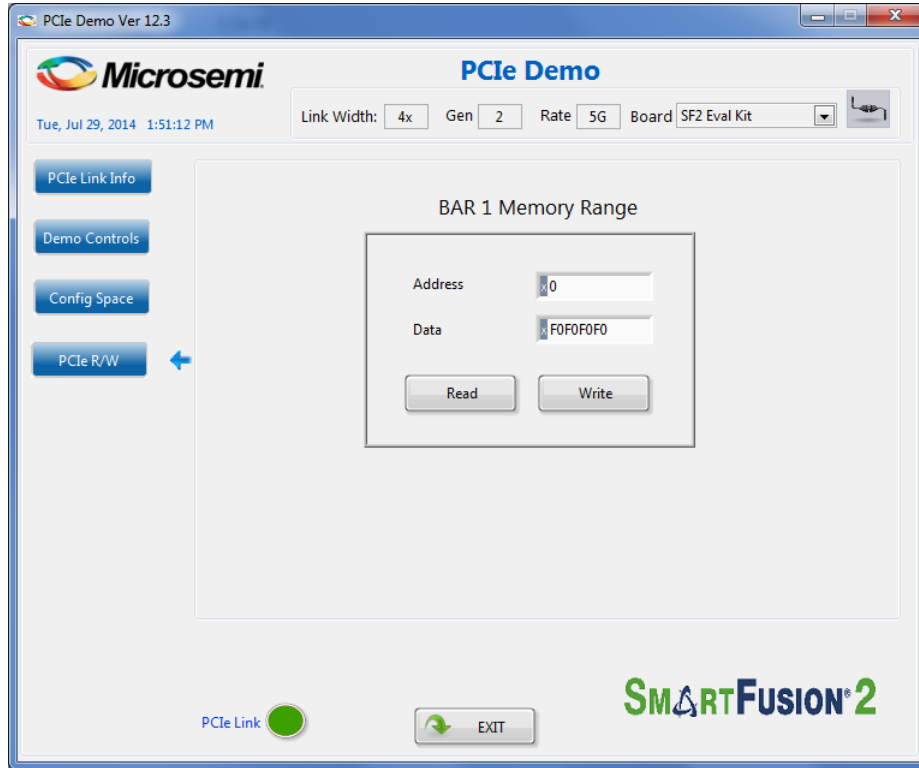 PCIe Demo Ver 12.3
Microsemi.
PCIe Demo
Tue, Jul 29, 2014 1:51:12 PM
Link Width: 4x Gen 2 Rate 5G Board SF2 Eval Kit
PCIe Link Info
Demo Controls
Config Space
PCIe R/W
BAR 1 Memory Range
Address x 0
Data x F0F0F0F0
Read Write
PCIe Link
EXIT
SMARTFUSION®2